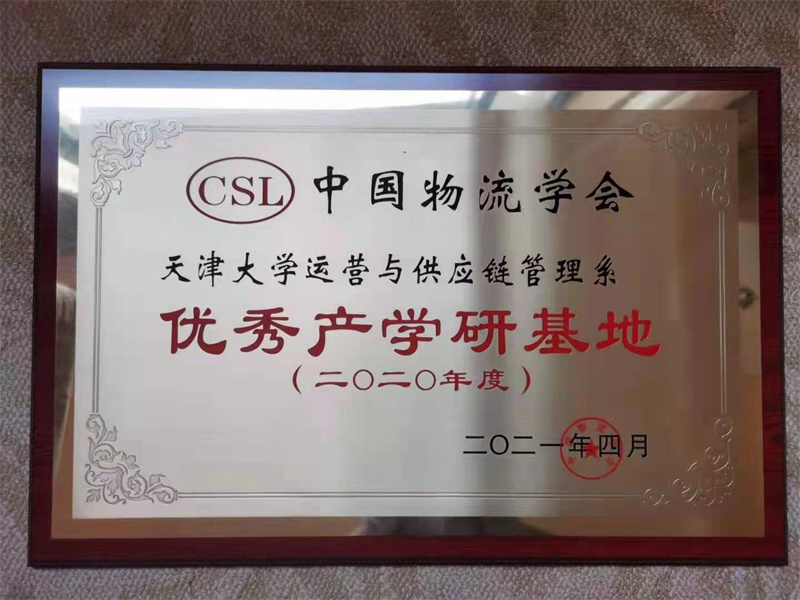 CSL 中国物流学会
天津大学运营与供应链管理系
优秀产学研基地
（二〇二〇年度）
二〇二一年四月